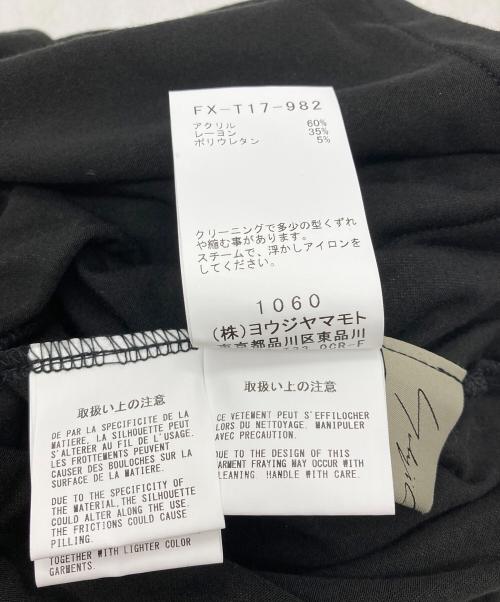 FX-T17-982
アクリル 60%
レーヨン 35%
ポリウレタン 5%
クリーニングで多少の型くずれ
や縮む事があります。
スチームで、浮かしアイロンを
してください。
1060
(株)ヨウジヤマモト
東京都品川区東品川
取扱い上の注意
DE PAR LA SPECIFICITE DE LA
MATIERE, LA SILHOUETTE PEUT
S'ALTERER AU FIL DE L'USAGE.
LES FROTTEMENTS PEUVENT
CAUSER DES BOULOCHES SUR LA
SURFACE DE LA MATIERE.
DUE TO THE SPECIFICITY OF
THE MATERIAL,THE SILHOUETTE
COULD ALTER ALONG THE USE.
THE FRICTIONS COULD CAUSE
PILLING.
TOGETHER WITH LIGHTER COLOR
GARMENTS.
取扱い上の注意
CE VETEMENT PEUT S'EFFILOCHER
LORS DU NETTOYAGE. MANIPULER
AVEC PRECAUTION.
DUE TO THE DESIGN OF THIS
GARMENT FRAYING MAY OCCUR WITH
CLEANING. HANDLE WITH CARE.